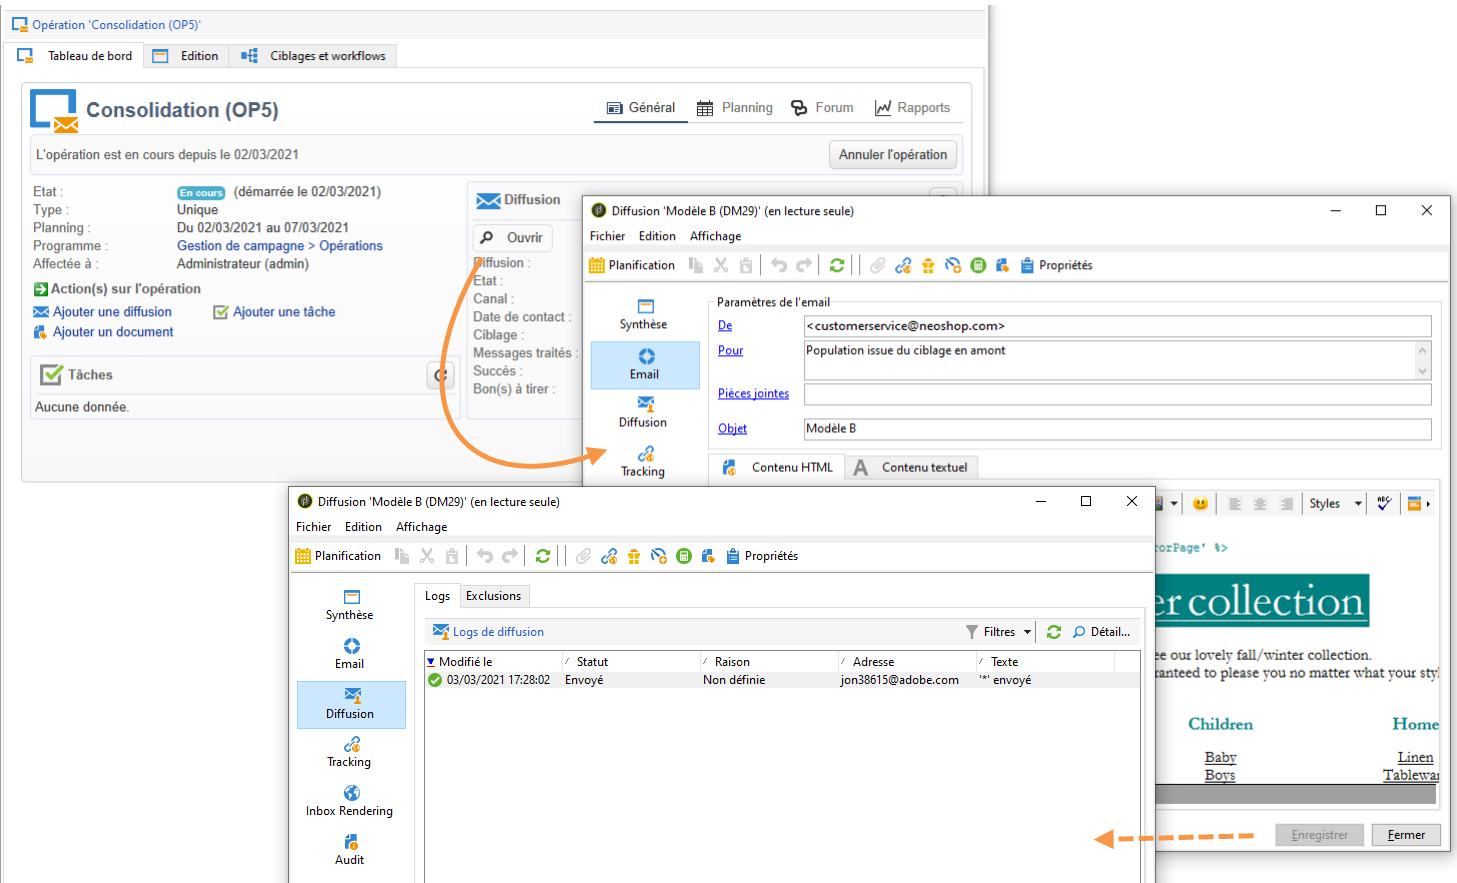 Opération 'Consolidation (OP5)'
Tableau de bord Edition Ciblages et workflows
Consolidation (OP5)
Général Planning Forum Rapports
L'opération est en cours depuis le 02/03/2021
Annuler l'opération
Etat : En cours (démarrée le 02/03/2021)
Type : Unique
Planning : Du 02/03/2021 au 07/03/2021
Programme : Gestion de campagne > Opérations
Affectée à : Administrateur (admin)
Action(s) sur l'opération
Ajouter une diffusion Ajouter une tâche
Ajouter un document
Tâches
Aucune donnée.
Diffusion
Ouvrir
Diffusion :
Etat :
Canal :
Date de contact :
Ciblage :
Messages traités :
Succès :
Bon(s) à tirer :
Diffusion 'Modèle B (DM29)' (en lecture seule)
Fichier Edition Affichage
Planification Propriétés
Synthèse
Email
Diffusion
Tracking
Paramètres de l'email
De <customerservice@neoshop.com>
Pour Population issue du ciblage en amont
Pièces jointes
Objet Modèle B
Contenu HTML Contenu textuel
Styles
orPage' %>
er collection
ee our lovely fall/winter collection.
ranteed to please you no matter what your sty
Children Home
Baby Linen
Boys Tablewa
Enregistrer Fermer
Diffusion 'Modèle B (DM29)' (en lecture seule)
Fichier Edition Affichage
Planification Propriétés
Synthèse
Email
Diffusion
Tracking
Inbox Rendering
Audit
Logs Exclusions
Logs de diffusion Filtres Détail...
Modifié le Statut Raison Adresse Texte
03/03/2021 17:28:02 Envoyé Non définie jon38615@adobe.com '*' envoyé